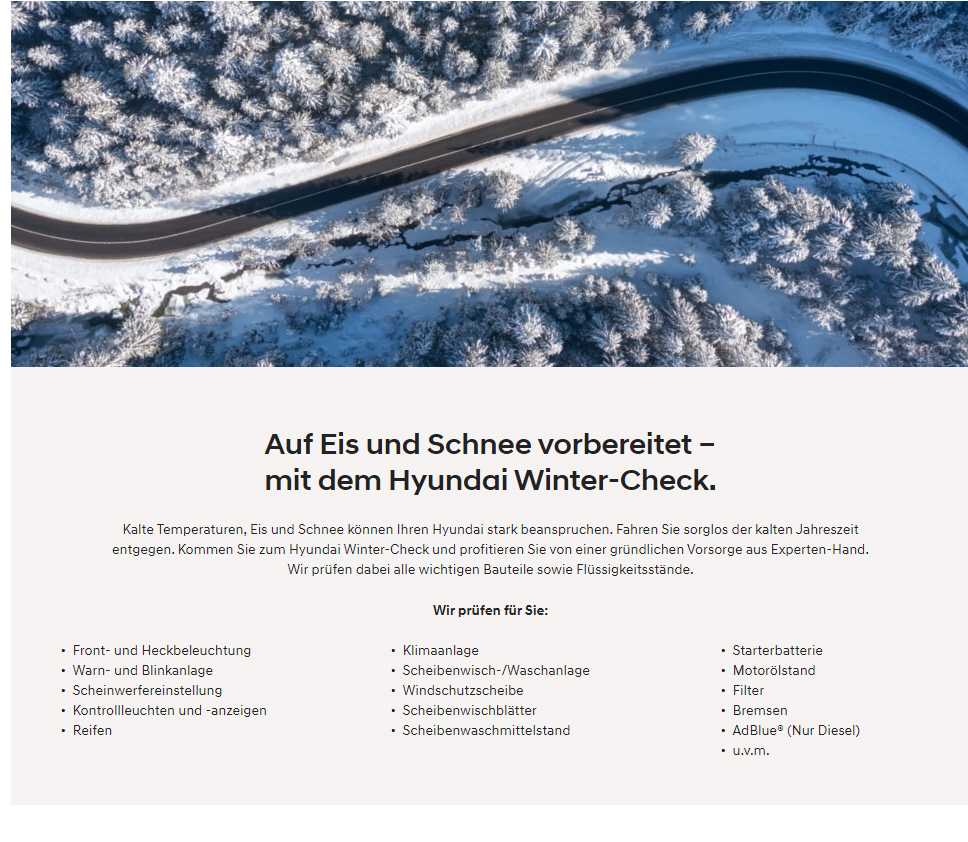 Auf Eis und Schnee vorbereitet –
mit dem Hyundai Winter-Check.
Kalte Temperaturen, Eis und Schnee können Ihren Hyundai stark beanspruchen. Fahren Sie sorglos der kalten Jahreszeit
entgegen. Kommen Sie zum Hyundai Winter-Check und profitieren Sie von einer gründlichen Vorsorge aus Experten-Hand.
Wir prüfen dabei alle wichtigen Bauteile sowie Flüssigkeitsstände.
Wir prüfen für Sie:
• Front- und Heckbeleuchtung
• Warn- und Blinkanlage
• Scheinwerfereinstellung
• Kontrollleuchten und -anzeigen
• Reifen
• Klimaanlage
• Scheibenwisch-/Waschanlage
• Windschutzscheibe
• Scheibenwischblätter
• Scheibenwaschmittelstand
• Starterbatterie
• Motorölstand
• Filter
• Bremsen
• AdBlue® (Nur Diesel)
• u.v.m.